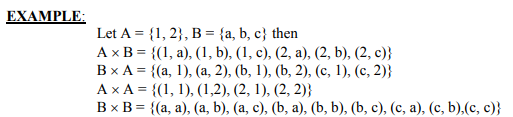 EXAMPLE:
Let A = {1, 2}, B = {a, b, c} then
A × B = {(1, a), (1, b), (1, c), (2, a), (2, b), (2, c)}
B × A = {(a, 1), (a, 2), (b, 1), (b, 2), (c, 1), (c, 2)}
A × A = {(1, 1), (1,2), (2, 1), (2, 2)}
B × B = {(a, a), (a, b), (a, c), (b, a), (b, b), (b, c), (c, a), (c, b),(c, c)}